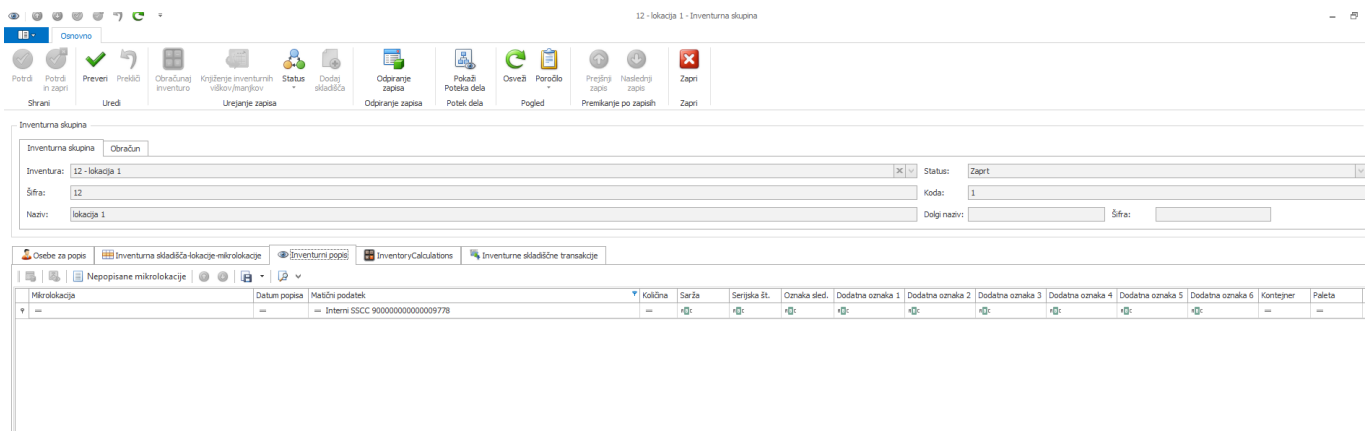 12 - lokacija 1 - Inventurna skupina
Osnovno
Potrdi
Potrdi in zapri
Preveri
Prekliči
Obračunaj inventuro
Knjiženje inventurnih viškov/manjkov
Status
Dodaj skladišča
Odpiranje zapisa
Pokaži Poteka dela
Osveži
Poročilo
Prejšnji zapis
Naslednji zapis
Zapri
Shrani
Uredi
Urejanje zapisa
Odpiranje zapisa
Potek dela
Pogled
Premikanje po zapisih
Zapri
Inventurna skupina
Inventurna skupina
Obračun
Inventura: 12 - lokacija 1
Status: Zaprt
Šifra: 12
Koda: 1
Naziv: lokacija 1
Dolgi naziv:
Šifra:
Osebe za popis
Inventurna skladišča-lokacije-mikrolokacije
Inventurni popis
InventoryCalculations
Inventurne skladiščne transakcije
Nepopisane mikrolokacije
Mikrolokacija Datum popisa Matični podatek Količina Sarža Serijska št. Oznaka sled. Dodatna oznaka 1 Dodatna oznaka 2 Dodatna oznaka 3 Dodatna oznaka 4 Dodatna oznaka 5 Dodatna oznaka 6 Kontejner Paleta
= = = Interni SSCC 900000000000009778 = = =